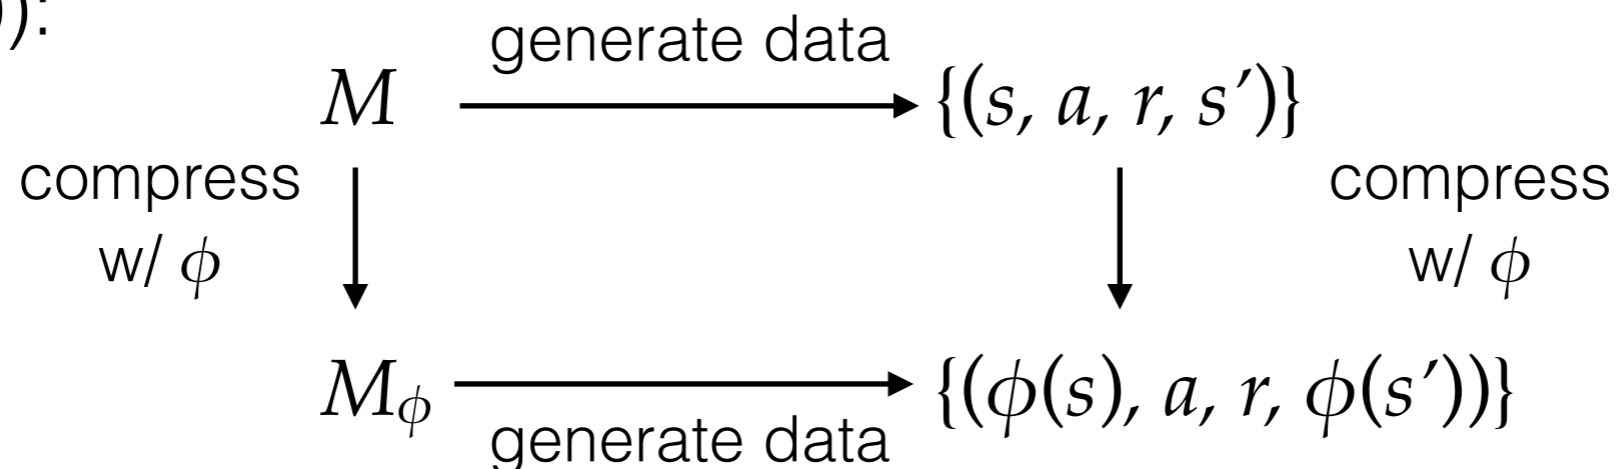 )):
generate data
M {(s, a, r, s′)}
compress compress
w/ ϕ w/ ϕ
M_ϕ {(ϕ(s), a, r, ϕ(s′))}
generate data